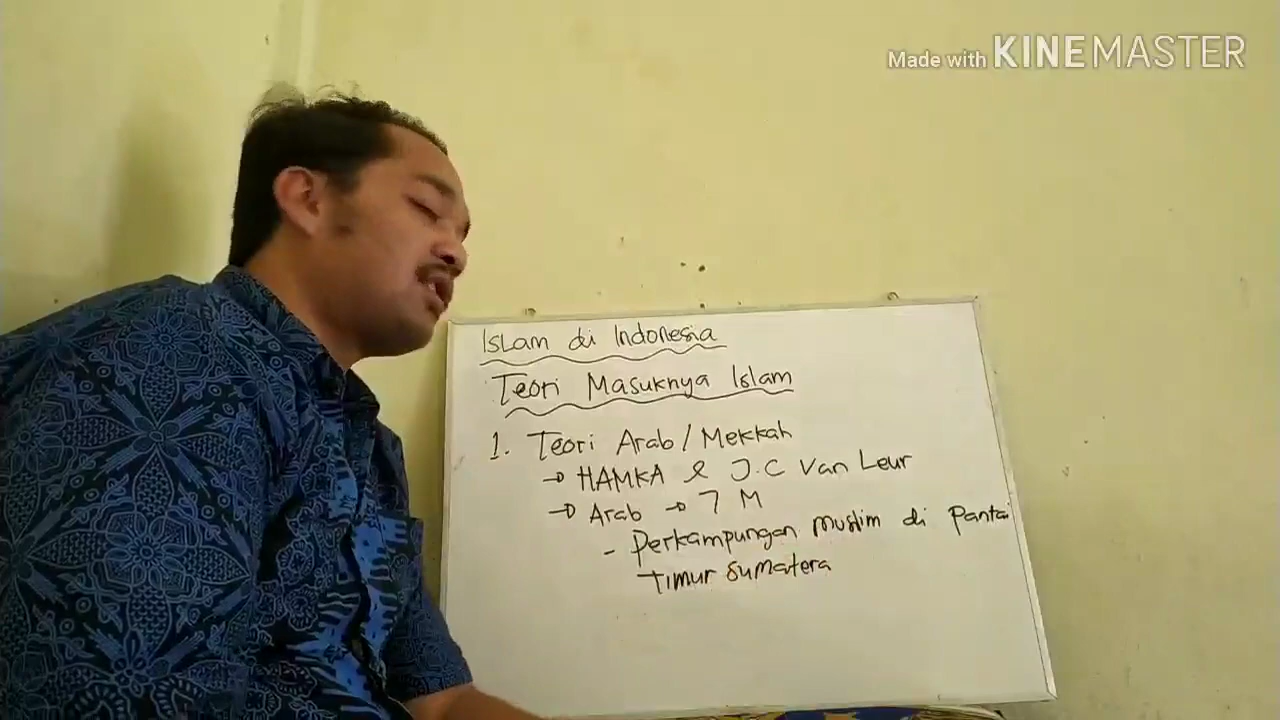 Made with KINEMASTER
Islam di Indonesia
Teori Masuknya Islam
1. Teori Arab / Mekkah
→ HAMKA & J.C Van Leur
→ Arab → 7 M
- Perkampungan muslim di Pantai
Timur Sumatera